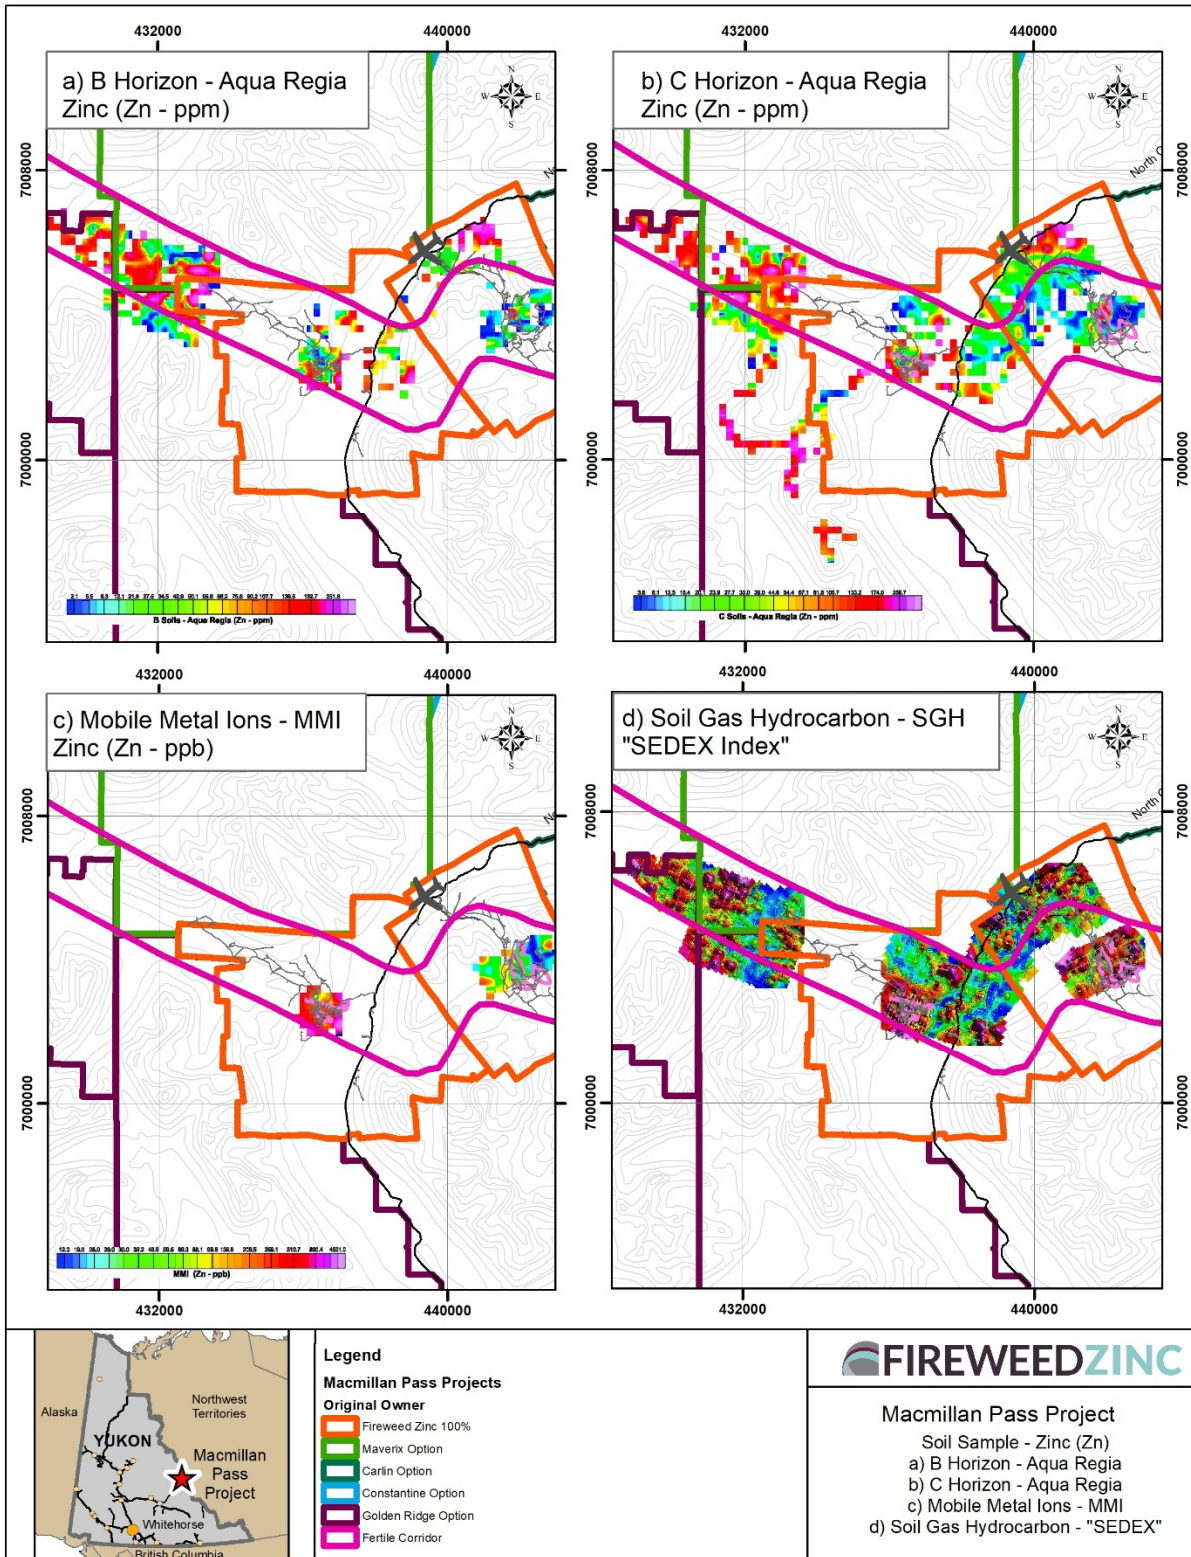 432000 440000 432000 440000
a) B Horizon - Aqua Regia
Zinc (Zn - ppm)
N
W E
S
b) C Horizon - Aqua Regia
Zinc (Zn - ppm)
N
W E
S
7008000
7008000
North C
7000000
7000000
B Soils - Aqua Regia (Zn - ppm)
C Soils - Aqua Regia (Zn - ppm)
432000 440000 432000 440000
c) Mobile Metal Ions - MMI
Zinc (Zn - ppb)
N
W E
S
d) Soil Gas Hydrocarbon - SGH
"SEDEX Index"
N
W E
S
7008000
7008000
North C
7000000
7000000
MMI (Zn - ppb)
432000 440000 432000 440000
Alaska
Northwest
Territories
YUKON
Macmillan
Pass
Project
Whitehorse
British Columbia
Legend
Macmillan Pass Projects
Original Owner
Fireweed Zinc 100%
Maverix Option
Carlin Option
Constantine Option
Golden Ridge Option
Fertile Corridor
FIREWEEDZINC
Macmillan Pass Project
Soil Sample - Zinc (Zn)
a) B Horizon - Aqua Regia
b) C Horizon - Aqua Regia
c) Mobile Metal Ions - MMI
d) Soil Gas Hydrocarbon - "SEDEX"